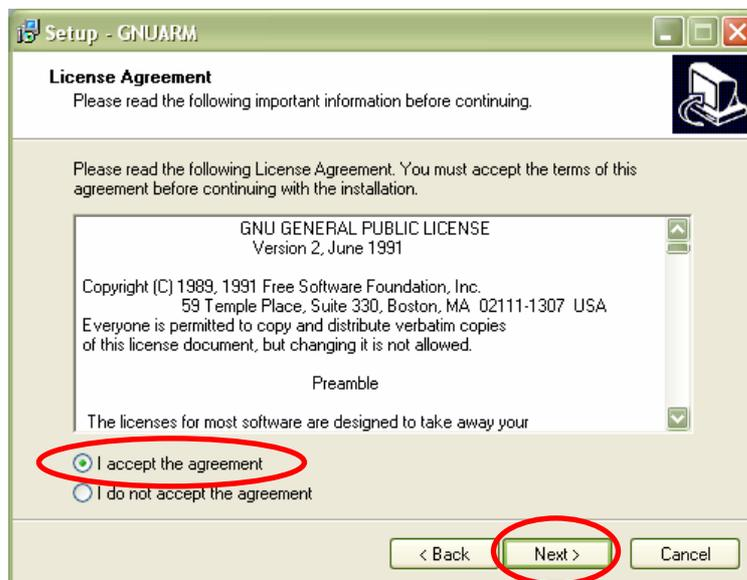 Setup - GNUARM
License Agreement
Please read the following important information before continuing.
Please read the following License Agreement. You must accept the terms of this
agreement before continuing with the installation.
GNU GENERAL PUBLIC LICENSE
Version 2, June 1991
Copyright (C) 1989, 1991 Free Software Foundation, Inc.
59 Temple Place, Suite 330, Boston, MA 02111-1307 USA
Everyone is permitted to copy and distribute verbatim copies
of this license document, but changing it is not allowed.
Preamble
The licenses for most software are designed to take away your
I accept the agreement
I do not accept the agreement
< Back
Next >
Cancel